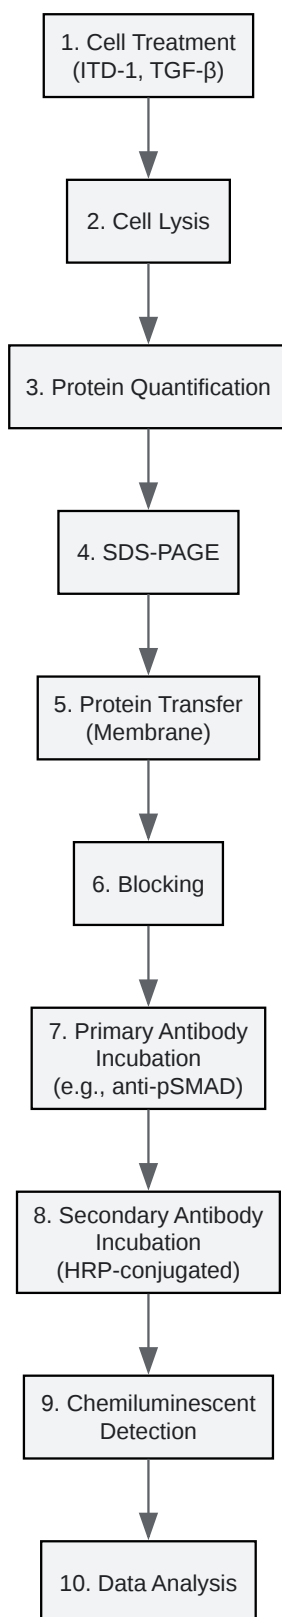 1. Cell Treatment
(ITD-1, TGF-β)
2. Cell Lysis
3. Protein Quantification
4. SDS-PAGE
5. Protein Transfer
(Membrane)
6. Blocking
7. Primary Antibody
Incubation
(e.g., anti-pSMAD)
8. Secondary Antibody
Incubation
(HRP-conjugated)
9. Chemiluminescent
Detection
10. Data Analysis